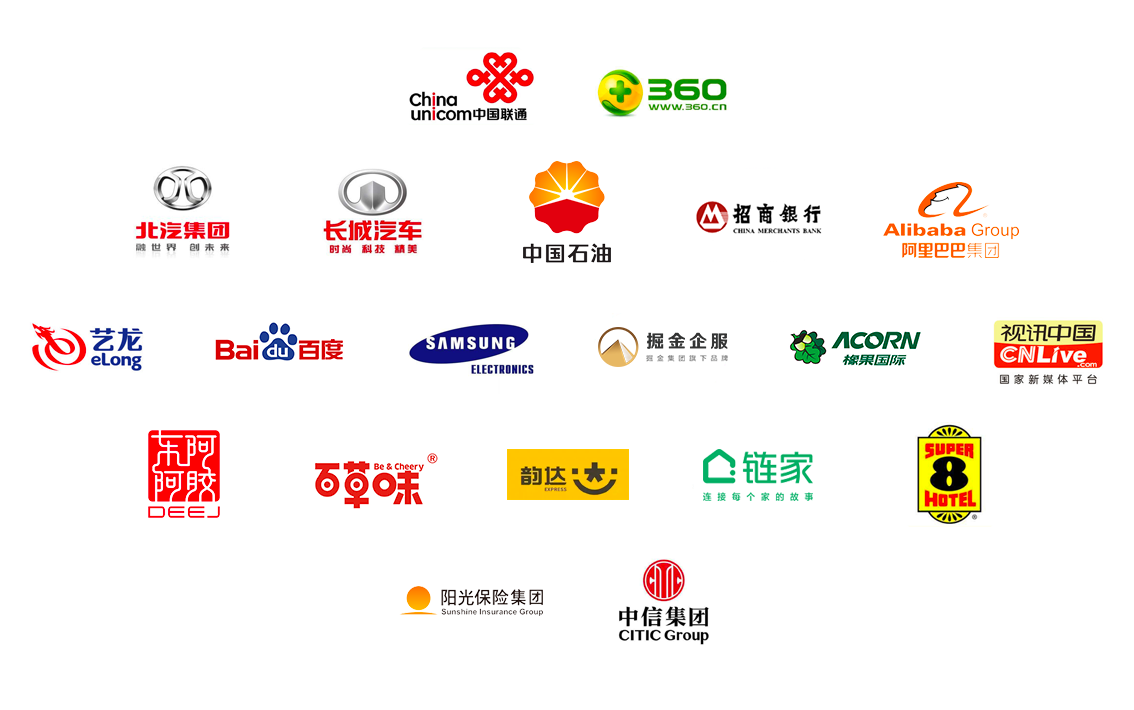 China
unicom中国联通
360
www.360.cn
北汽集团
融世界 创未来
长城汽车
时尚 科技 精美
中国石油
招商银行
CHINA MERCHANTS BANK
Alibaba Group
阿里巴巴集团
艺龙
eLong
Baidu百度
SAMSUNG
ELECTRONICS
掘金企服
掘金集团旗下品牌
ACORN
橡果国际
视讯中国
CNLive.com
国家新媒体平台
东阿
阿胶
DEEJ
Be & Cheery ®
百草味
韵达
EXPRESS
链家
连接每个家的故事
SUPER
8
HOTEL
®
阳光保险集团
Sunshine Insurance Group
中信集团
CITIC Group